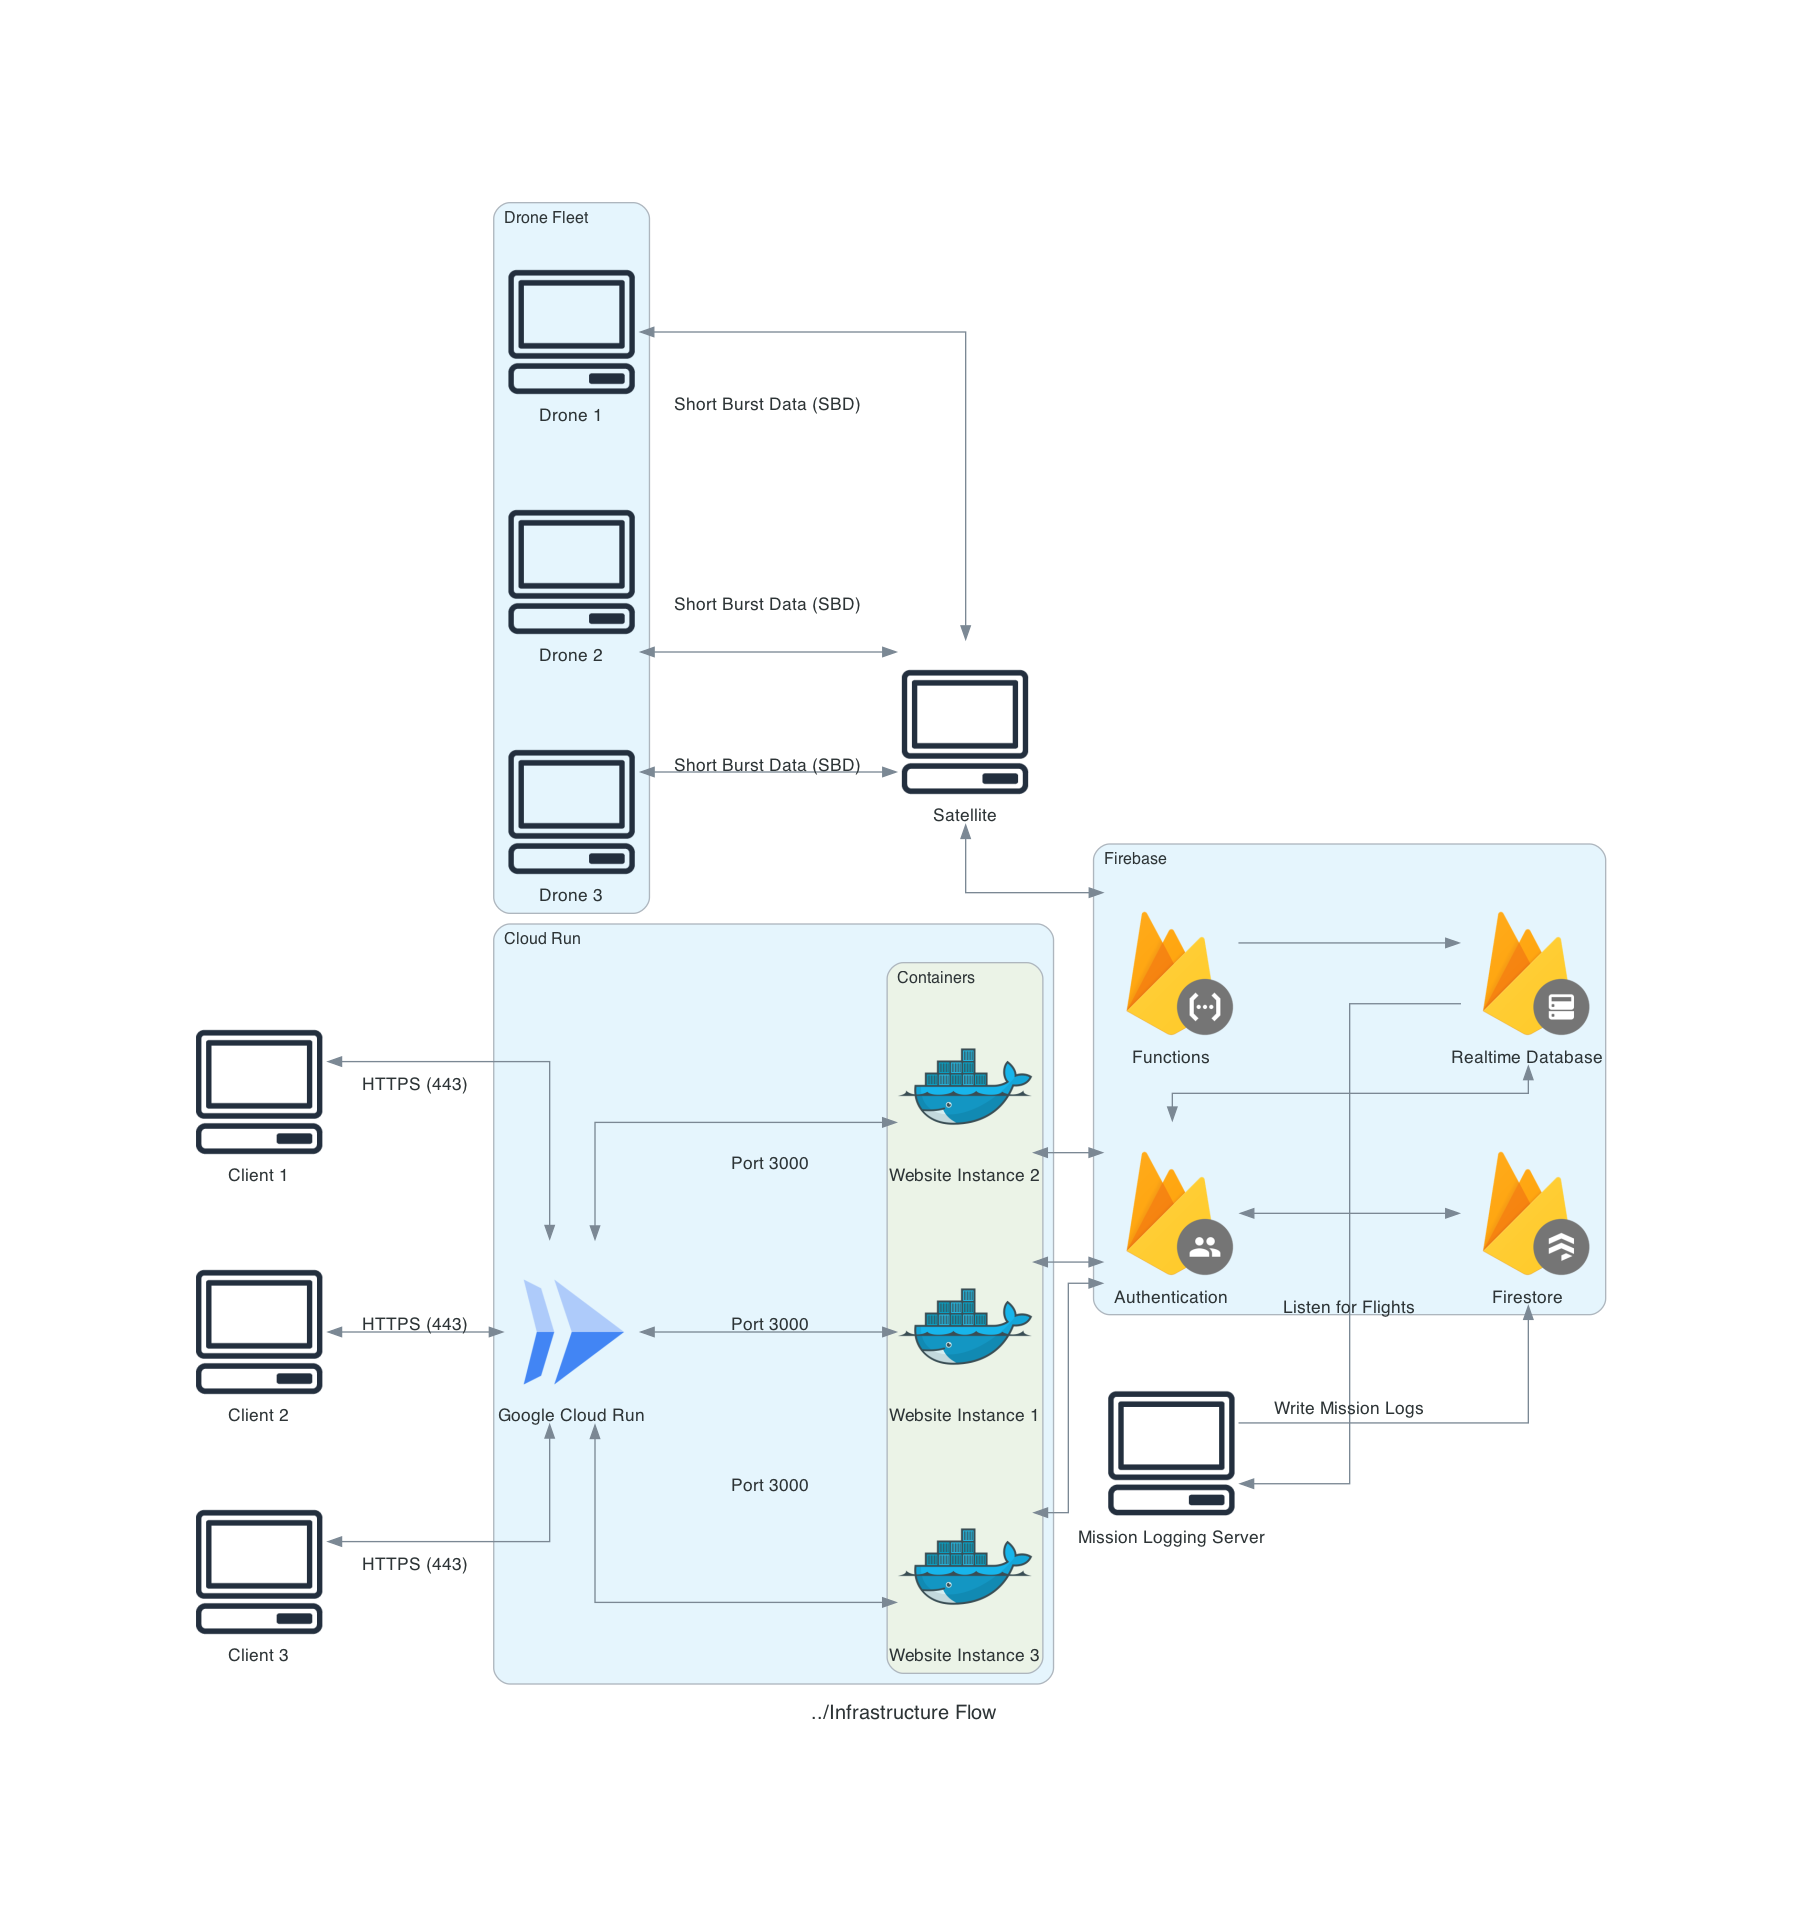 Drone Fleet
Drone 1
Short Burst Data (SBD)
Drone 2
Short Burst Data (SBD)
Drone 3
Short Burst Data (SBD)
Satellite
Firebase
Functions
Realtime Database
Authentication
Firestore
Listen for Flights
Write Mission Logs
Mission Logging Server
Cloud Run
Containers
Client 1
HTTPS (443)
Client 2
HTTPS (443)
Client 3
HTTPS (443)
Google Cloud Run
Port 3000
Port 3000
Port 3000
Website Instance 2
Website Instance 1
Website Instance 3
../Infrastructure Flow